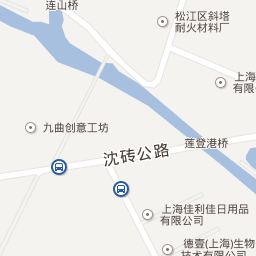 连山桥
松江区斜塔
耐火材料厂
上海
有限
九曲创意工坊
莲登港桥
沈砖公路
上海佳利佳日用品
有限公司
德壹(上海)生物
技术有限公司